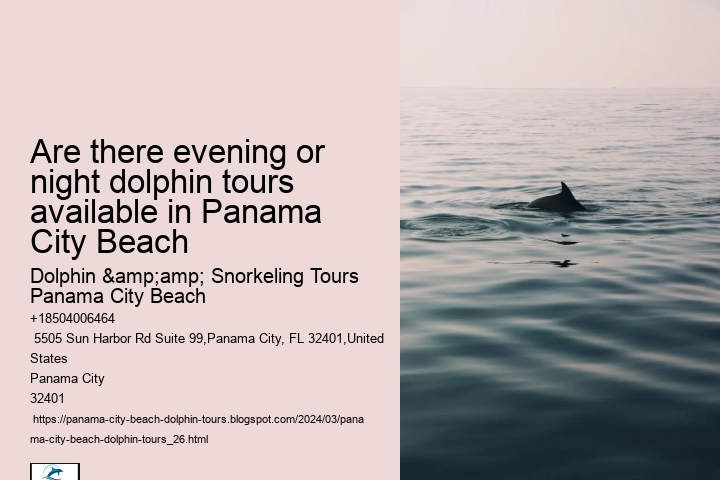 Are there evening or
night dolphin tours
available in Panama
City Beach
Dolphin &amp;amp; Snorkeling Tours
Panama City Beach
+18504006464
5505 Sun Harbor Rd Suite 99,Panama City, FL 32401,United
States
Panama City
32401
https://panama-city-beach-dolphin-tours.blogspot.com/2024/03/pana
ma-city-beach-dolphin-tours_26.html